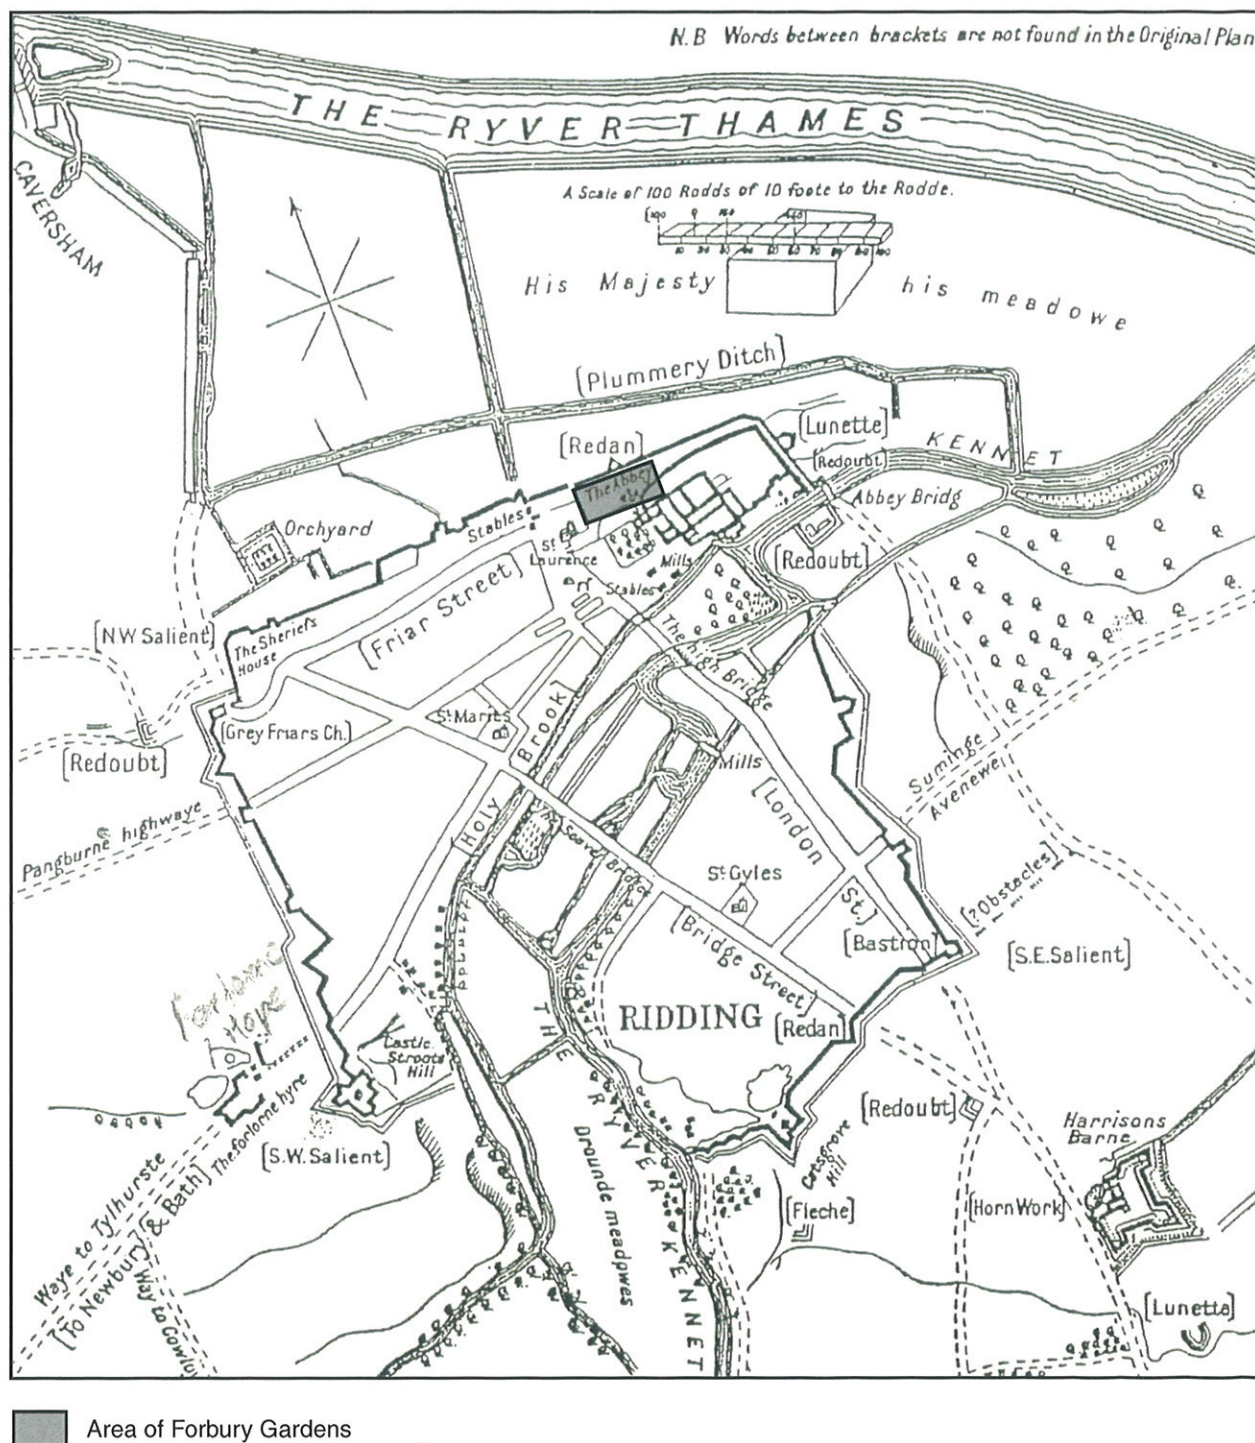 N.B Words between brackets are not found in the Original Plan
THE RYVER THAMES
CAVERSHAM
A Scale of 100 Rodds of 10 foote to the Rodde.
His Majesty his meadowe
[Plummery Ditch]
[Redan]
[Lunette]
KENNET
[Redoubt]
The Abbey
Abbey Bridg
Orchyard
Stables
St
Laurence
Mills
[Redoubt]
Stables
[Friar Street]
[NW Salient]
The Sheriefs
House
The High Bridge
St Maries
[Grey Friars Ch.]
[Redoubt]
Mills
Suminge
Avenewe
Pangburne highwaye
[Holy Brook]
[London St.]
St Gyles
[? Obstacles]
[Bastion]
[S.E.Salient]
[Bridge Street]
Forlorne
Hope
RIDDING
[Redan]
Castle
Streete
Hill
THE RYVER KENNET
[Redoubt]
Harrisons
Barne
The forlorne hyre
[S.W.Salient]
Catsgrove
Hill
[Fleche]
[Horn Work]
Drounde meadowes
Waye to Tylhurste
[To Newbury & Bath]
Way to
[Lunette]
Area of Forbury Gardens